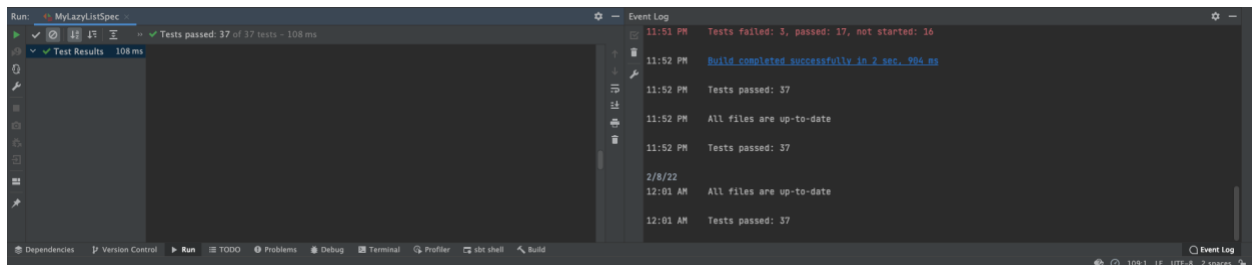 Run: MyLazyListSpec
Tests passed: 37 of 37 tests – 108 ms
Test Results 108 ms
Event Log
11:51 PM Tests failed: 3, passed: 17, not started: 16
11:52 PM Build completed successfully in 2 sec, 904 ms
11:52 PM Tests passed: 37
11:52 PM All files are up-to-date
11:52 PM Tests passed: 37
2/8/22
12:01 AM All files are up-to-date
12:01 AM Tests passed: 37
Dependencies Version Control Run TODO Problems Debug Terminal Profiler sbt shell Build Event Log
109:1 LF UTF-8 2 spaces